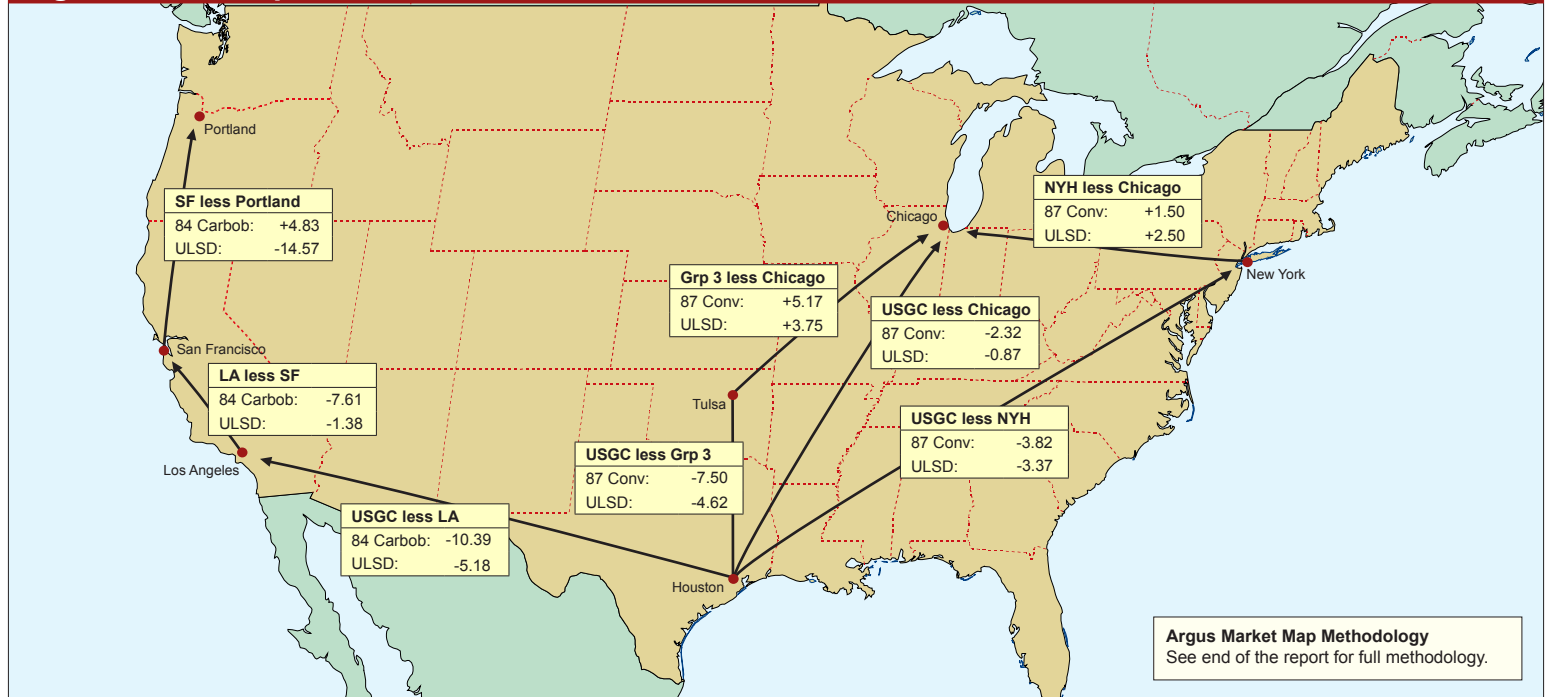 Portland
SF less Portland
84 Carbob: +4.83
ULSD: -14.57
Chicago
NYH less Chicago
87 Conv: +1.50
ULSD: +2.50
New York
Grp 3 less Chicago
87 Conv: +5.17
ULSD: +3.75
USGC less Chicago
87 Conv: -2.32
ULSD: -0.87
San Francisco
LA less SF
84 Carbob: -7.61
ULSD: -1.38
Tulsa
USGC less NYH
87 Conv: -3.82
ULSD: -3.37
Los Angeles
USGC less Grp 3
87 Conv: -7.50
ULSD: -4.62
USGC less LA
84 Carbob: -10.39
ULSD: -5.18
Houston
Argus Market Map Methodology
See end of the report for full methodology.